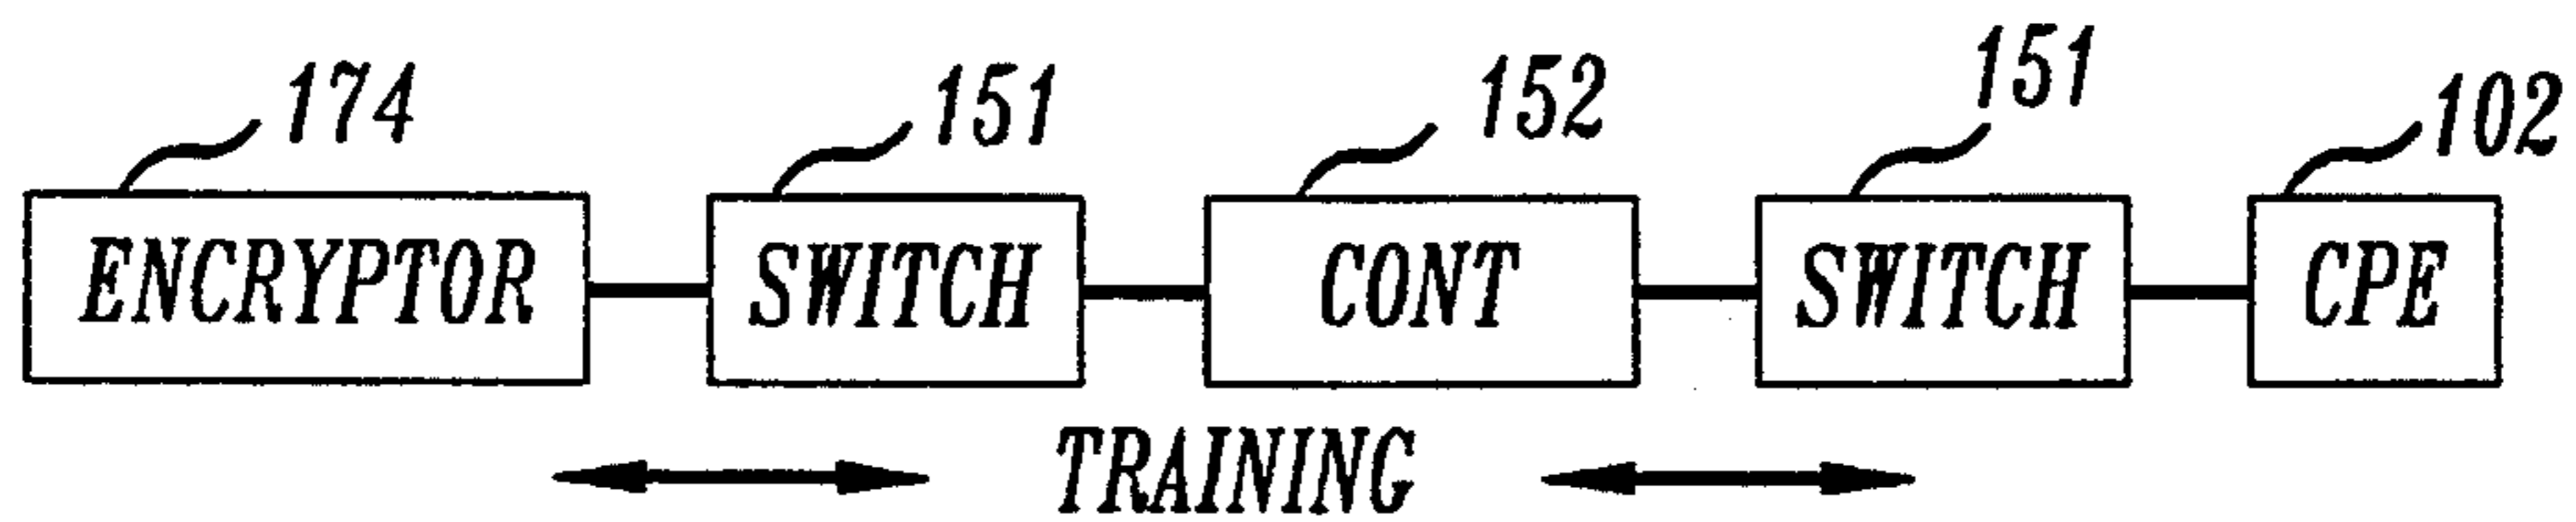 174 151 152 151 102
ENCRYPTOR SWITCH CONT SWITCH CPE
TRAINING